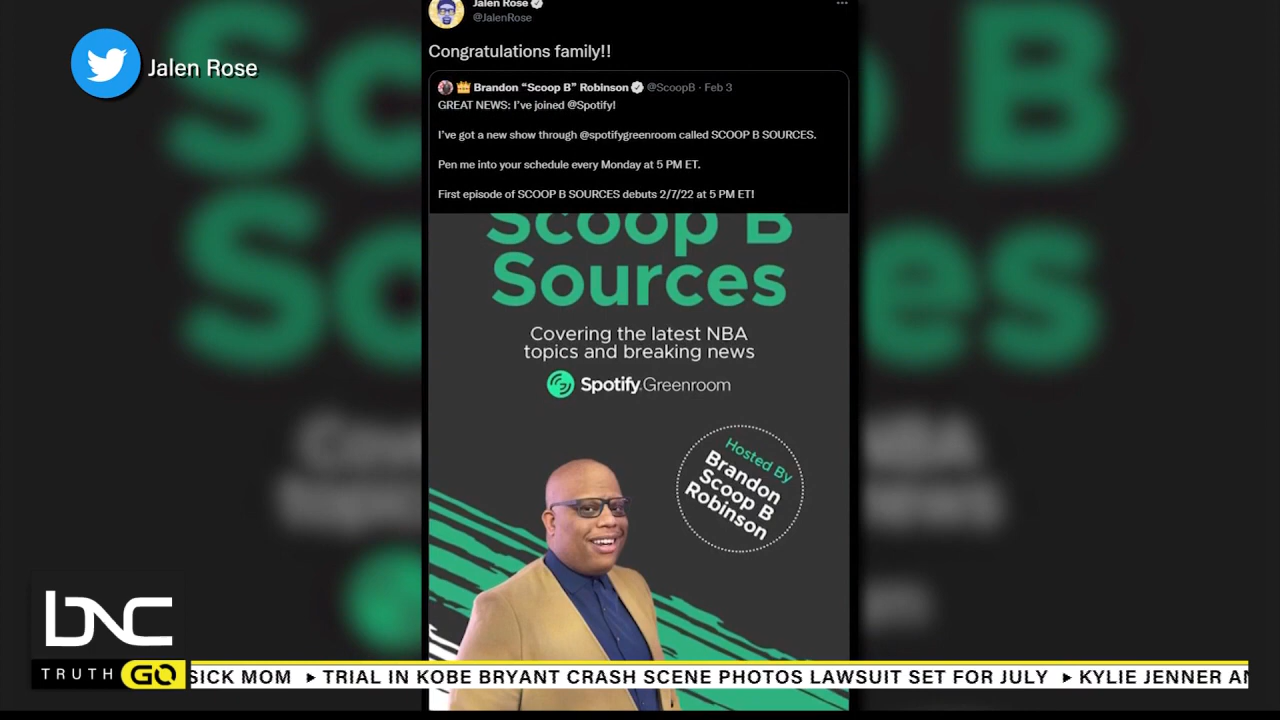 Jalen Rose
Jalen Rose
@JalenRose
Congratulations family!!
Brandon “Scoop B” Robinson @ScoopB · Feb 3
GREAT NEWS: I’ve joined @Spotify!
I’ve got a new show through @spotifygreenroom called SCOOP B SOURCES.
Pen me into your schedule every Monday at 5 PM ET.
First episode of SCOOP B SOURCES debuts 2/7/22 at 5 PM ET!
Scoop B
Sources
Covering the latest NBA
topics and breaking news
Spotify Greenroom
Hosted By
Brandon
Scoop B
Robinson
BNC
TRUTH GO
SICK MOM ▸ TRIAL IN KOBE BRYANT CRASH SCENE PHOTOS LAWSUIT SET FOR JULY ▸ KYLIE JENNER